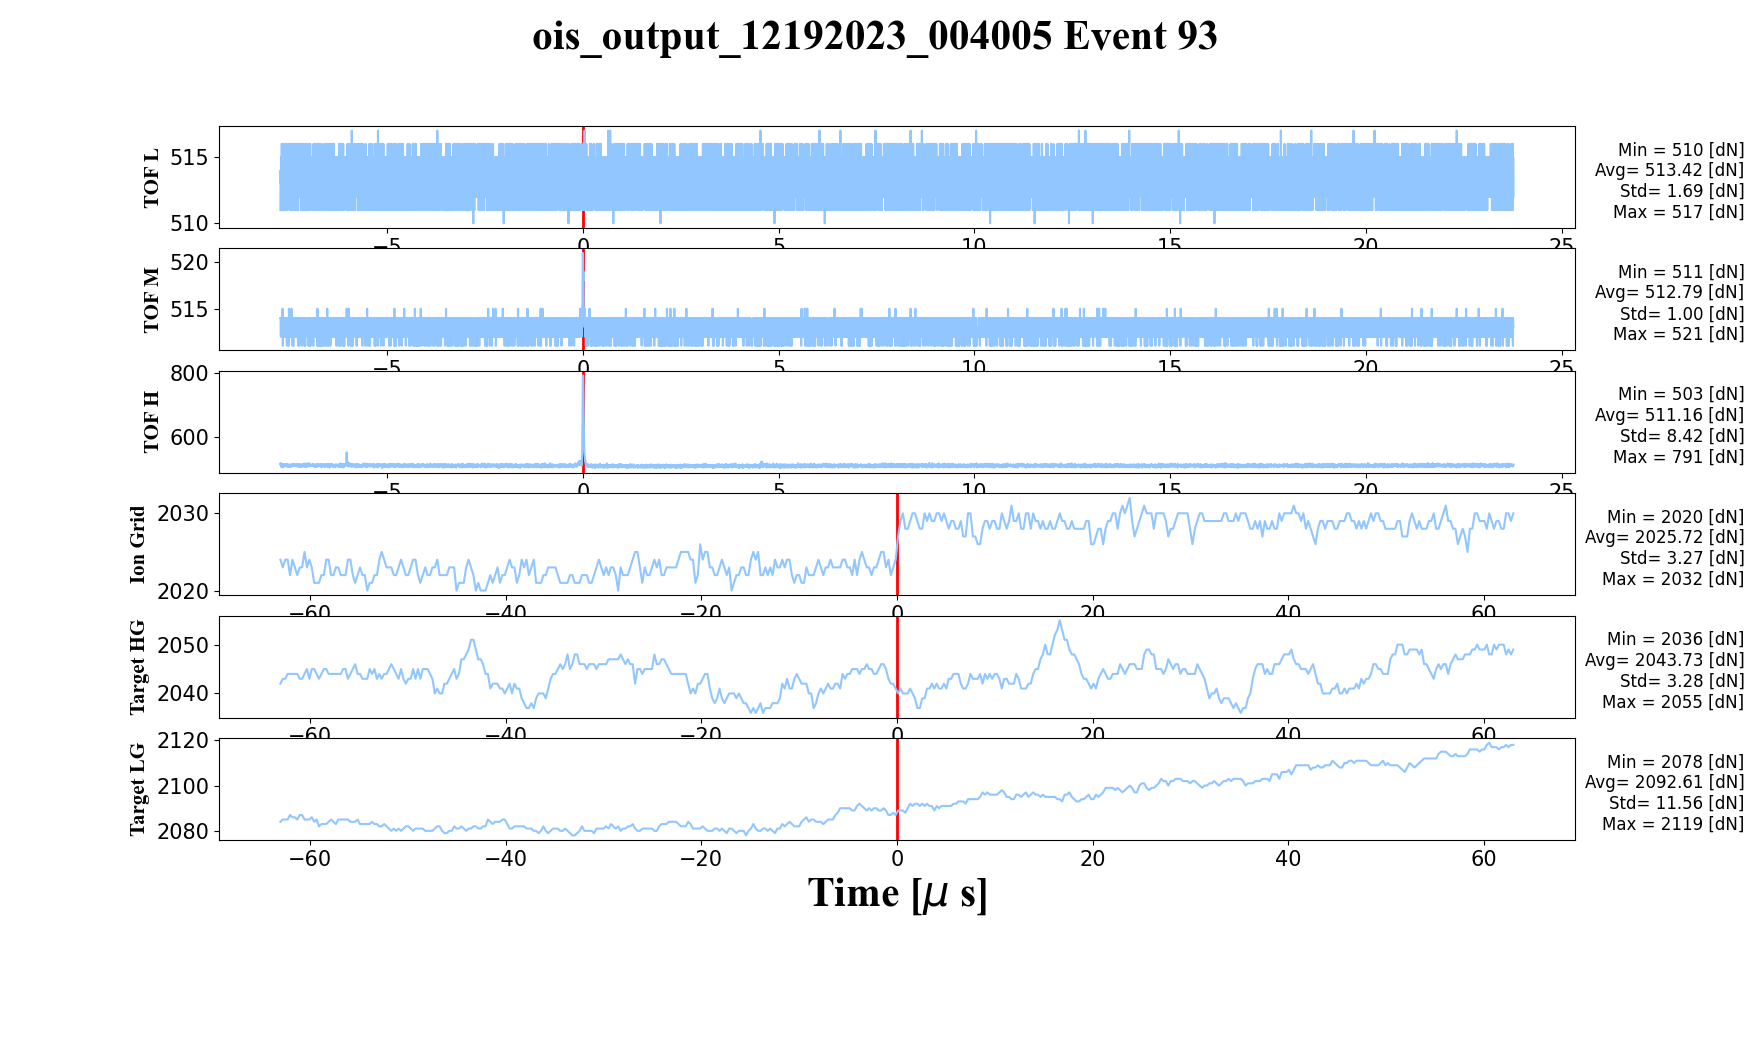 ois_output_12192023_004005 Event 93
TOF L
515
510
−5
0
5
10
15
20
25
Min = 510 [dN]
Avg= 513.42 [dN]
Std= 1.69 [dN]
Max = 517 [dN]
TOF M
520
515
−5
0
5
10
15
20
25
Min = 511 [dN]
Avg= 512.79 [dN]
Std= 1.00 [dN]
Max = 521 [dN]
TOF H
800
600
−5
0
5
10
15
20
25
Min = 503 [dN]
Avg= 511.16 [dN]
Std= 8.42 [dN]
Max = 791 [dN]
Ion Grid
2030
2020
−60
−40
−20
0
20
40
60
Min = 2020 [dN]
Avg= 2025.72 [dN]
Std= 3.27 [dN]
Max = 2032 [dN]
Target HG
2050
2040
−60
−40
−20
0
20
40
60
Min = 2036 [dN]
Avg= 2043.73 [dN]
Std= 3.28 [dN]
Max = 2055 [dN]
Target LG
2120
2100
2080
−60
−40
−20
0
20
40
60
Min = 2078 [dN]
Avg= 2092.61 [dN]
Std= 11.56 [dN]
Max = 2119 [dN]
Time [μ s]